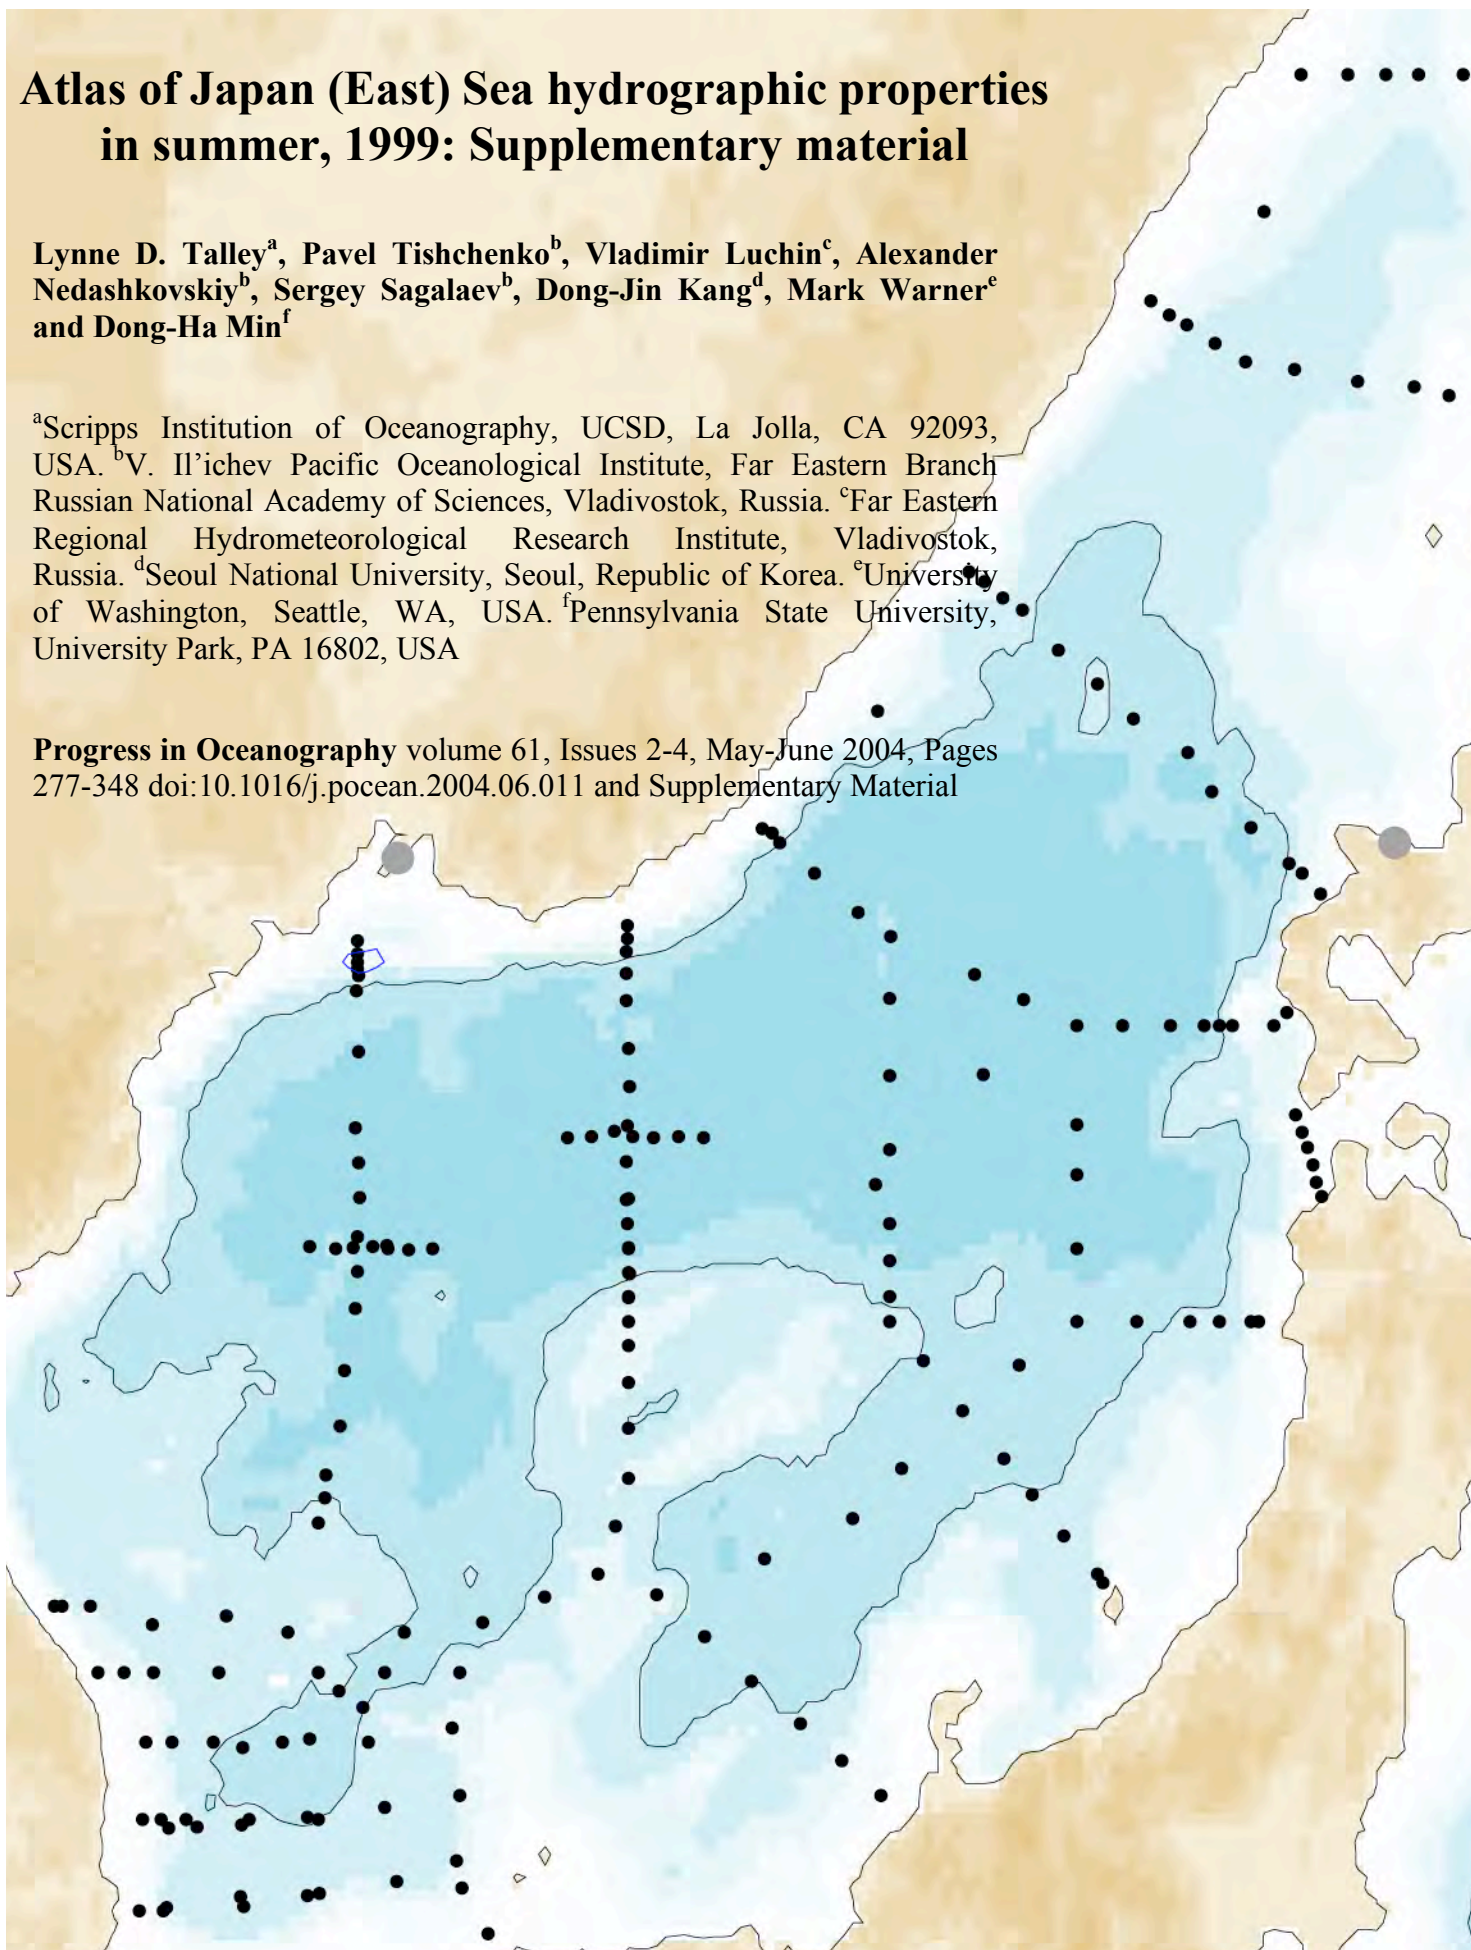 Atlas of Japan (East) Sea hydrographic properties
in summer, 1999: Supplementary material
Lynne D. Talleyᵃ, Pavel Tishchenkoᵇ, Vladimir Luchinᶜ, Alexander
Nedashkovskiyᵇ, Sergey Sagalaevᵇ, Dong-Jin Kangᵈ, Mark Warnerᵉ
and Dong-Ha Minᶠ
ᵃScripps Institution of Oceanography, UCSD, La Jolla, CA 92093,
USA. ᵇV. Il’ichev Pacific Oceanological Institute, Far Eastern Branch
Russian National Academy of Sciences, Vladivostok, Russia. ᶜFar Eastern
Regional Hydrometeorological Research Institute, Vladivostok,
Russia. ᵈSeoul National University, Seoul, Republic of Korea. ᵉUniversity
of Washington, Seattle, WA, USA. ᶠPennsylvania State University,
University Park, PA 16802, USA
Progress in Oceanography volume 61, Issues 2-4, May-June 2004, Pages
277-348 doi:10.1016/j.pocean.2004.06.011 and Supplementary Material